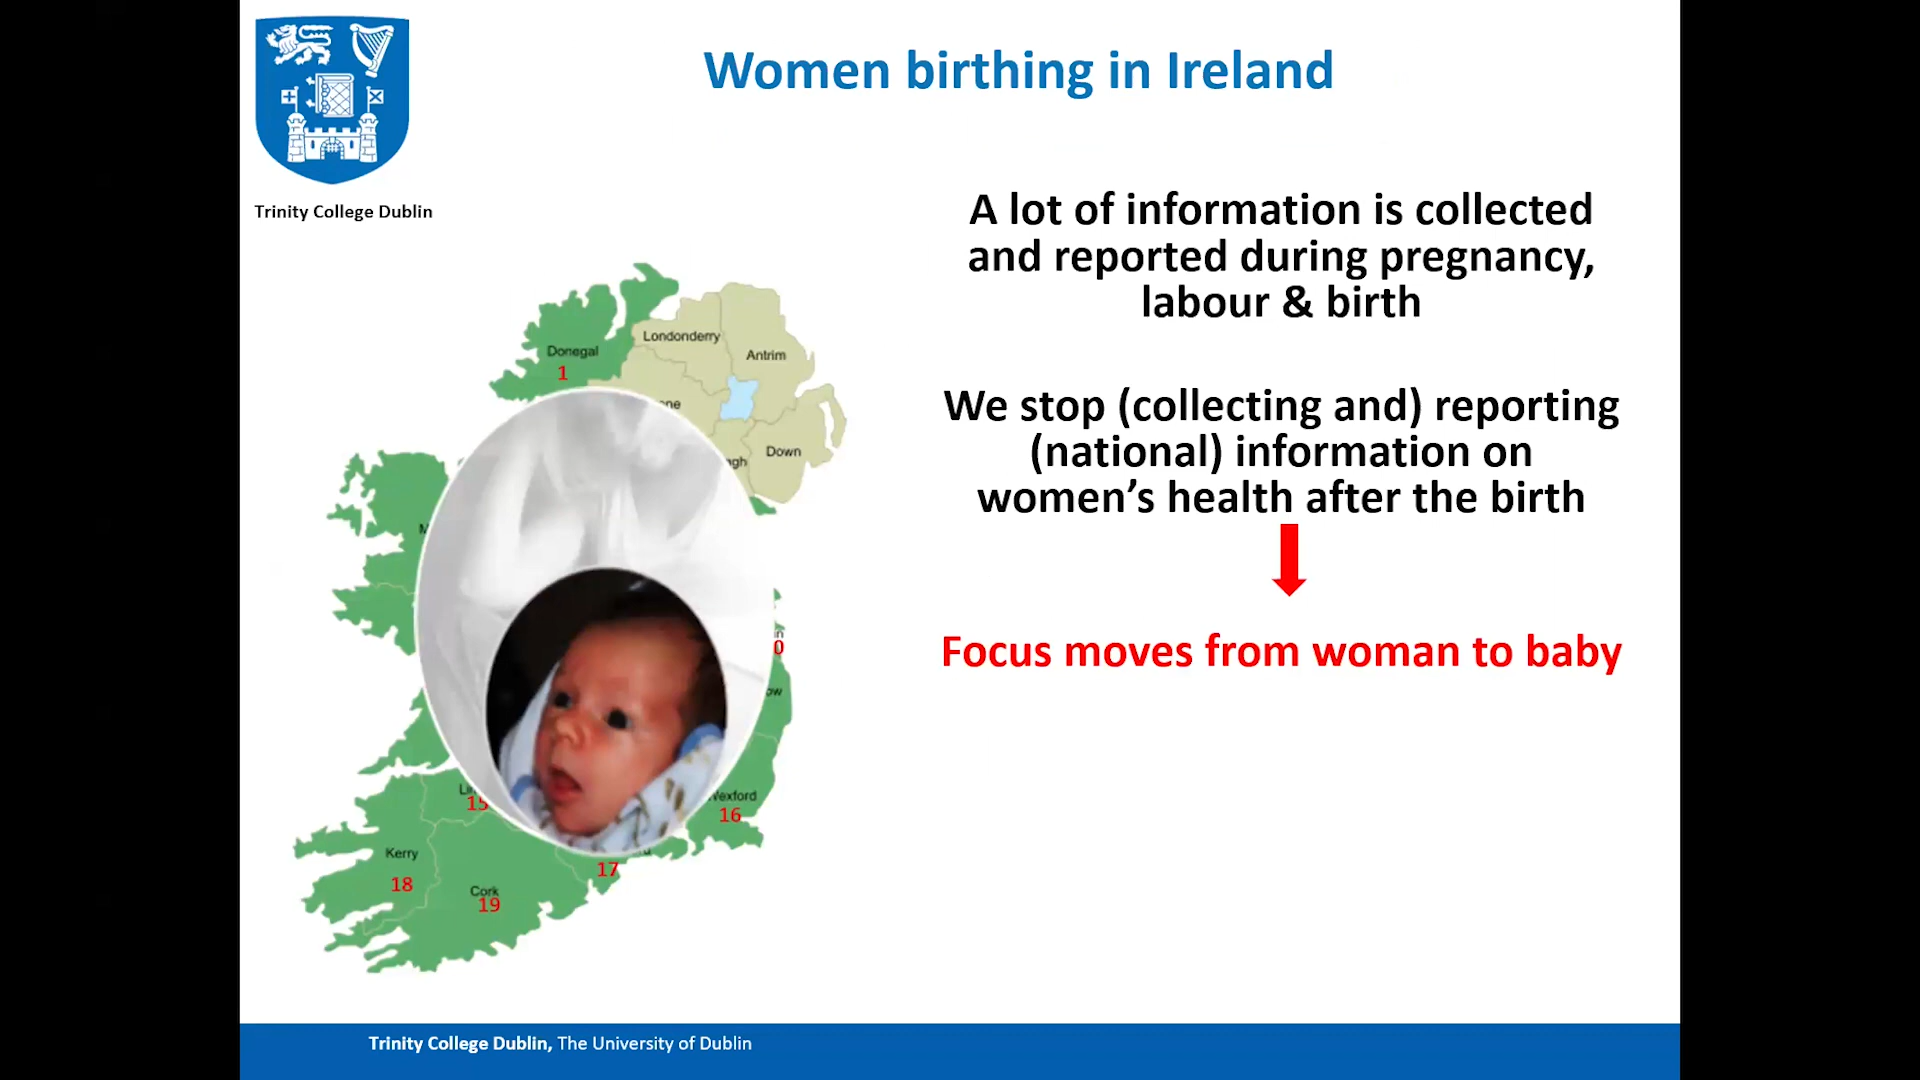 Women birthing in Ireland
Trinity College Dublin
A lot of information is collected
and reported during pregnancy,
labour & birth
We stop (collecting and) reporting
(national) information on
women's health after the birth
Focus moves from woman to baby
Donegal
1
Londonderry
Antrim
Down
15
Wexford
16
17
Kerry
18
Cork
19
Trinity College Dublin, The University of Dublin